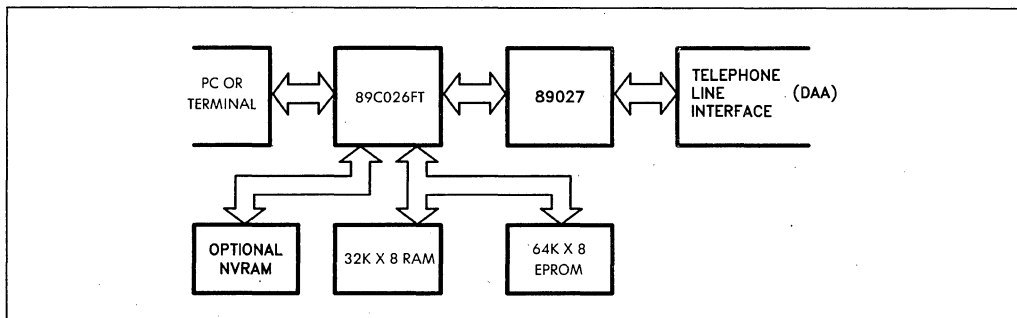 PC OR
TERMINAL
89C026FT
89027
TELEPHONE
LINE
INTERFACE
(DAA)
OPTIONAL
NVRAM
32K X 8 RAM
64K X 8
EPROM